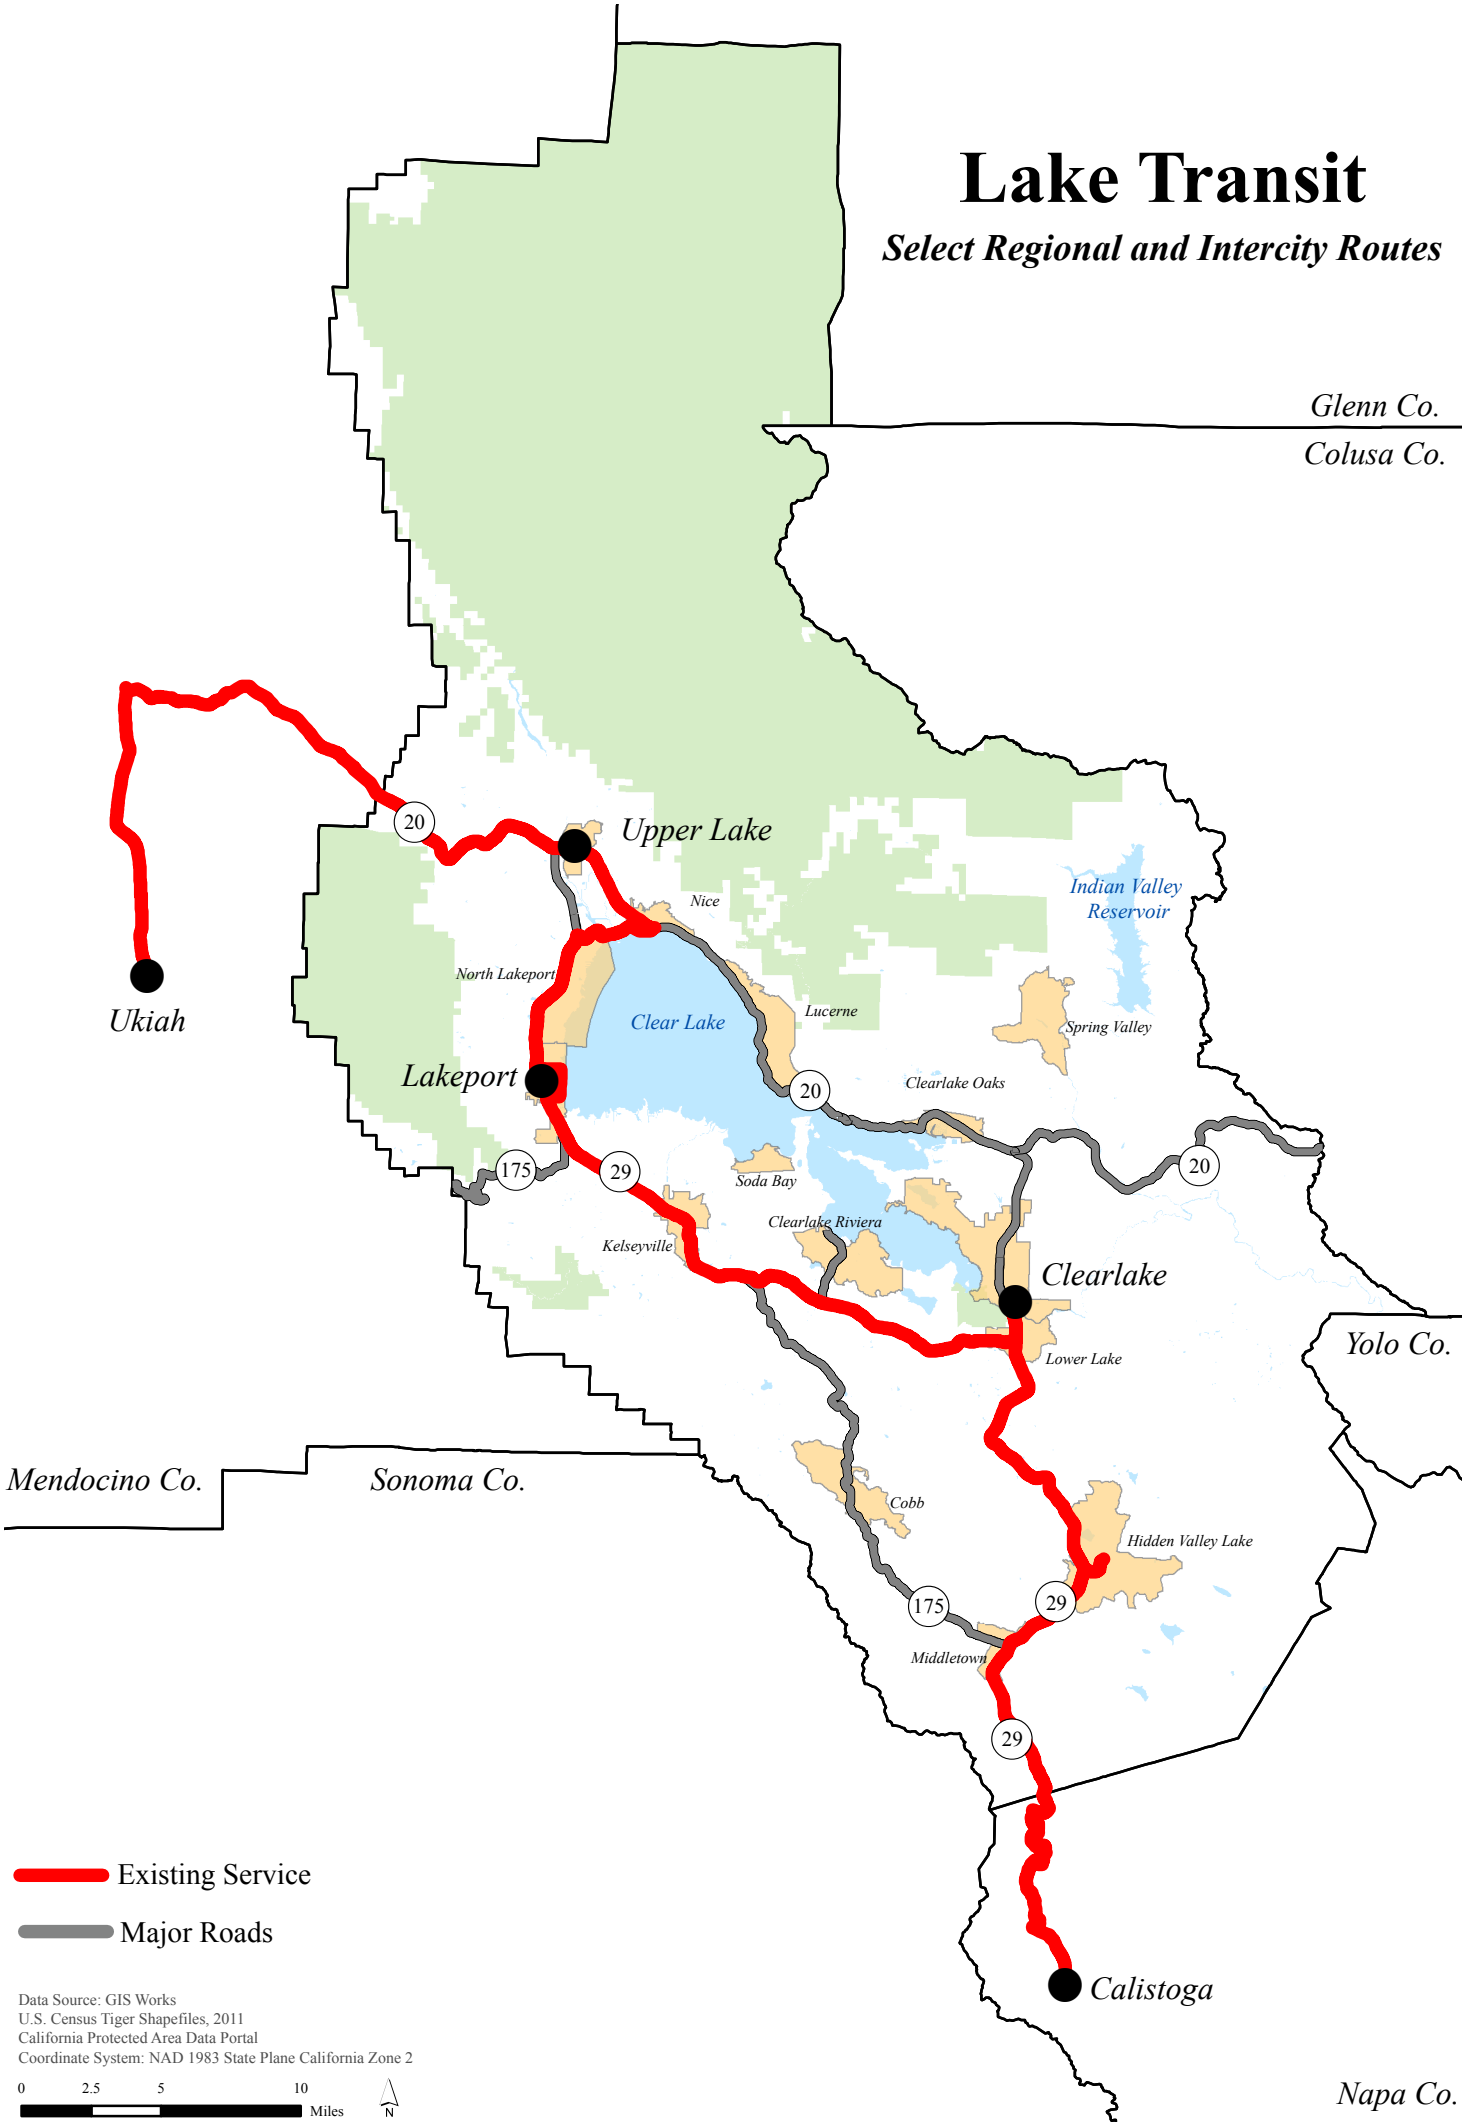 Lake Transit
Select Regional and Intercity Routes
Glenn Co.
Colusa Co.
20
Upper Lake
Indian Valley
Reservoir
Nice
North Lakeport
Ukiah
Clear Lake
Lucerne
Spring Valley
Lakeport
20
Clearlake Oaks
175
29
20
Soda Bay
Clearlake Riviera
Kelseyville
Clearlake
Lower Lake
Yolo Co.
Mendocino Co.
Sonoma Co.
Cobb
Hidden Valley Lake
175
29
Middletown
29
Existing Service
Major Roads
Calistoga
Data Source: GIS Works
U.S. Census Tiger Shapefiles, 2011
California Protected Area Data Portal
Coordinate System: NAD 1983 State Plane California Zone 2
0 2.5 5 10
Miles
N
Napa Co.